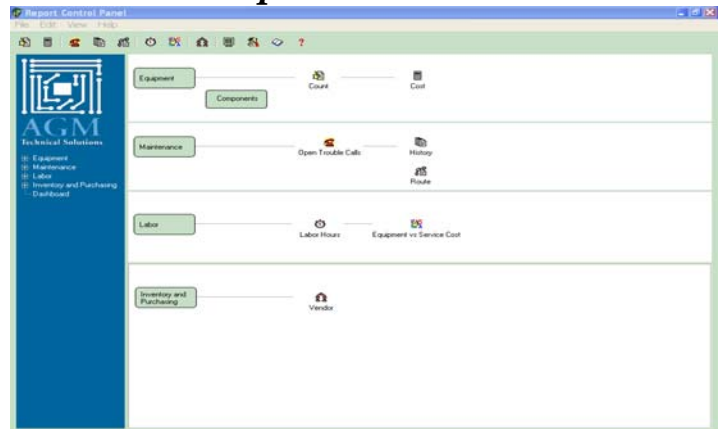 Report Control Panel
File Edit View Help
?
AGM
Technical Solutions
Equipment
Maintenance
Labor
Inventory and Purchasing
Dashboard
Equipment
Components
Count
Cost
Maintenance
Open Trouble Calls
History
Route
Labor
Labor Hours
Equipment vs Service Cost
Inventory and
Purchasing
Vendor